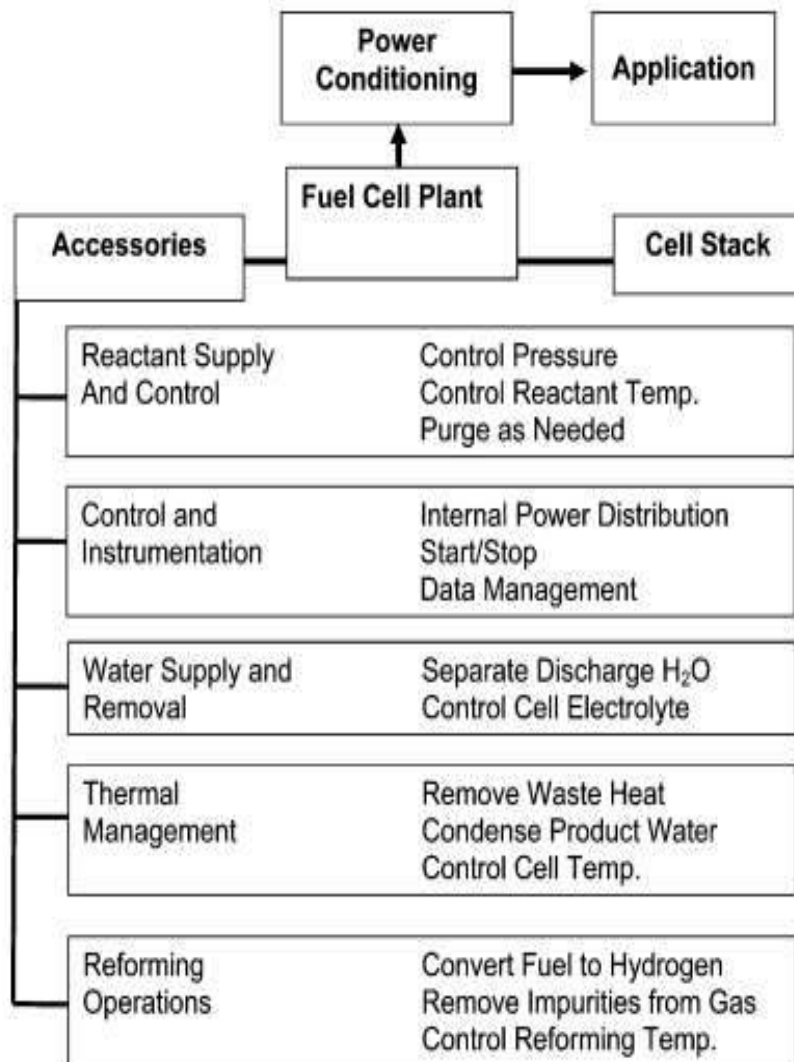 Power
Conditioning
Application
Fuel Cell Plant
Accessories
Cell Stack
Reactant Supply
And Control
Control Pressure
Control Reactant Temp.
Purge as Needed
Control and
Instrumentation
Internal Power Distribution
Start/Stop
Data Management
Water Supply and
Removal
Separate Discharge H₂O
Control Cell Electrolyte
Thermal
Management
Remove Waste Heat
Condense Product Water
Control Cell Temp.
Reforming
Operations
Convert Fuel to Hydrogen
Remove Impurities from Gas
Control Reforming Temp.